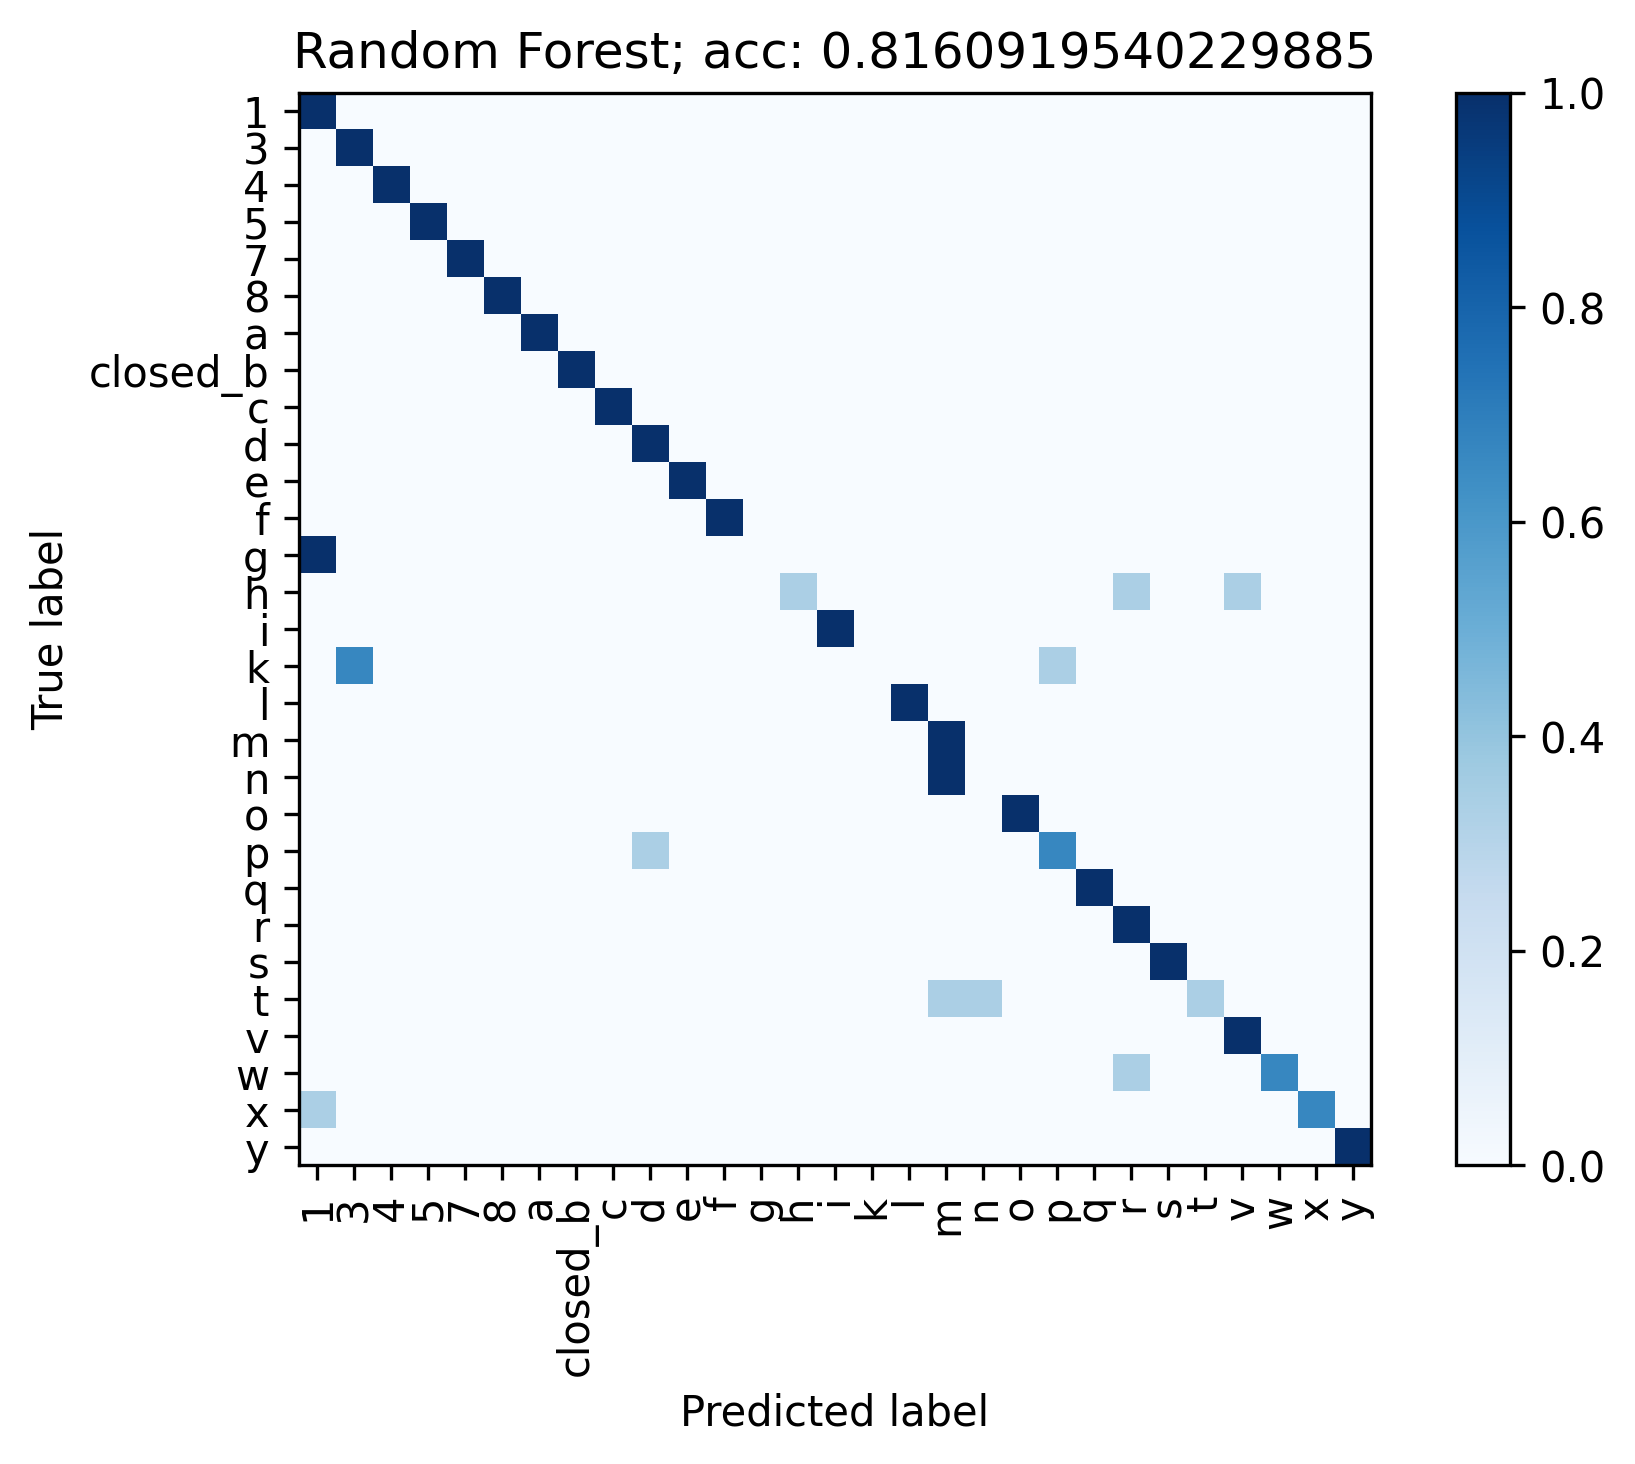 Random Forest; acc: 0.8160919540229885
1
3
4
5
7
8
a
closed_b
c
d
e
f
g
h
i
k
l
m
n
o
p
q
r
s
t
v
w
x
y
True label
1 3 4 5 7 8 a closed_b c d e f g h i k l m n o p q r s t v w x y
Predicted label
1.0
0.8
0.6
0.4
0.2
0.0